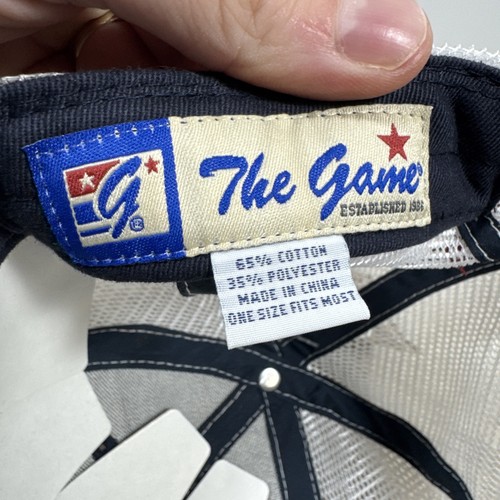 G
The Game
ESTABLISHED 1986
65% COTTON
35% POLYESTER
MADE IN CHINA
ONE SIZE FITS MOST